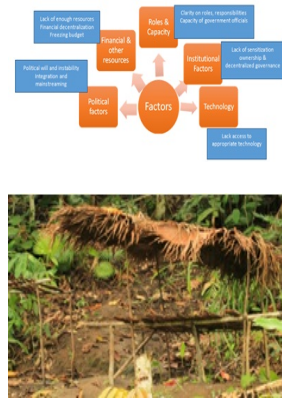 Lack of enough resources
Financial decentralization
Freezing budget
Clarity on roles, responsibilities
Capacity of government officials
Roles &
Capacity
Financial &
other
resources
Institutional
Factors
Lack of sensitization
ownership &
decentralized governance
Political will and instability
integration and
mainstreaming
Political
factors
Factors
Technology
Lack access to
appropriate technology